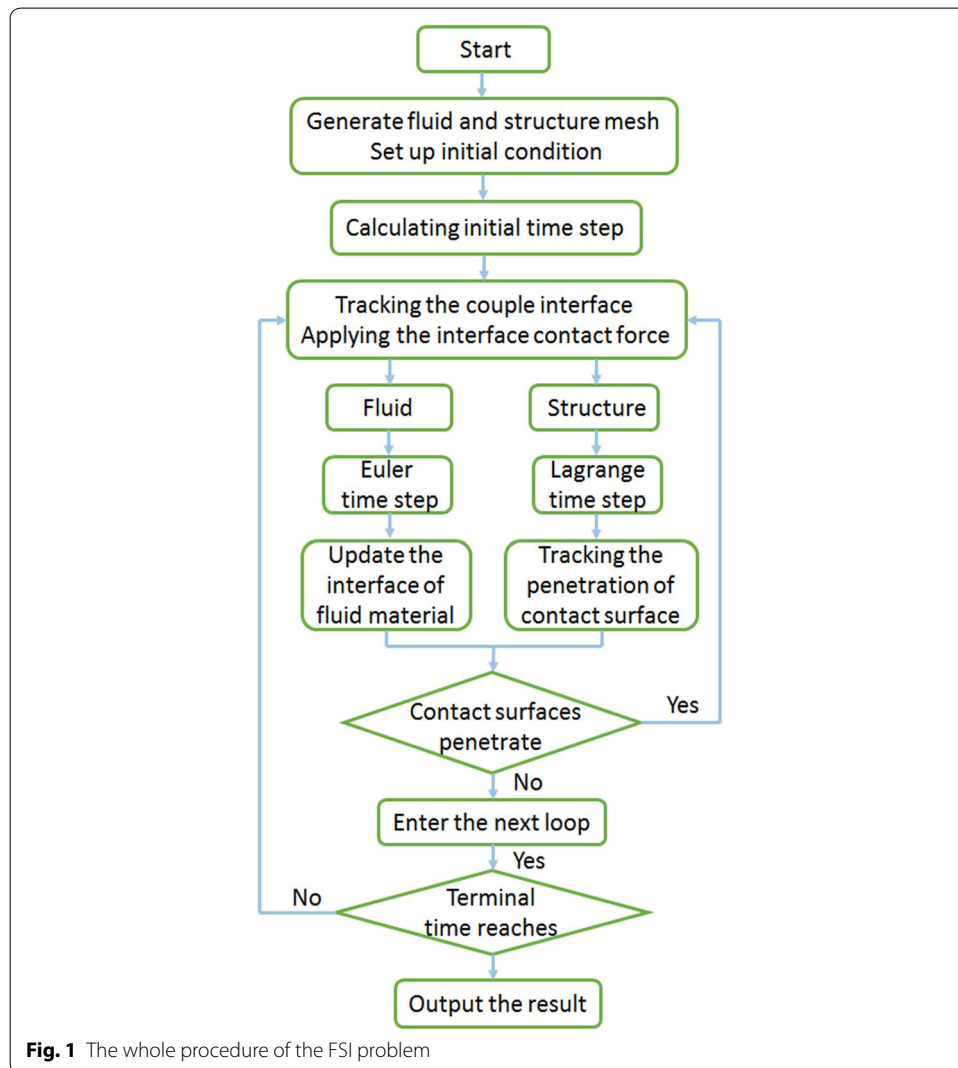 Start
Generate fluid and structure mesh
Set up initial condition
Calculating initial time step
Tracking the couple interface
Applying the interface contact force
Fluid
Structure
Euler
time step
Lagrange
time step
Update the
interface of
fluid material
Tracking the
penetration of
contact surface
Contact surfaces
penetrate
Yes
No
Enter the next loop
Yes
No
Terminal
time reaches
Output the result
Fig. 1 The whole procedure of the FSI problem